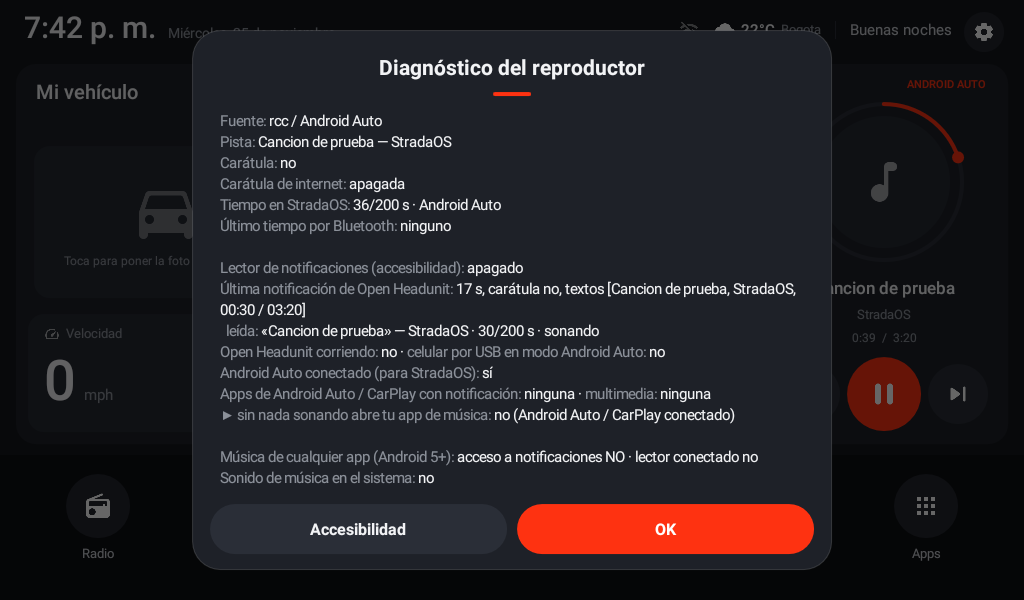 7:42 p. m.
22°C
Bogota
Buenas noches
Mi vehículo
ANDROID AUTO
Toca para poner la foto
Velocidad
0 mph
ncion de prueba
StradaOS
0:39 / 3:20
Radio
Apps
Diagnóstico del reproductor
Fuente: rcc / Android Auto
Pista: Cancion de prueba — StradaOS
Carátula: no
Carátula de internet: apagada
Tiempo en StradaOS: 36/200 s · Android Auto
Último tiempo por Bluetooth: ninguno
Lector de notificaciones (accesibilidad): apagado
Última notificación de Open Headunit: 17 s, carátula no, textos [Cancion de prueba, StradaOS,
00:30 / 03:20]
leída: «Cancion de prueba» — StradaOS · 30/200 s · sonando
Open Headunit corriendo: no · celular por USB en modo Android Auto: no
Android Auto conectado (para StradaOS): sí
Apps de Android Auto / CarPlay con notificación: ninguna · multimedia: ninguna
► sin nada sonando abre tu app de música: no (Android Auto / CarPlay conectado)
Música de cualquier app (Android 5+): acceso a notificaciones NO · lector conectado no
Sonido de música en el sistema: no
Accesibilidad
OK